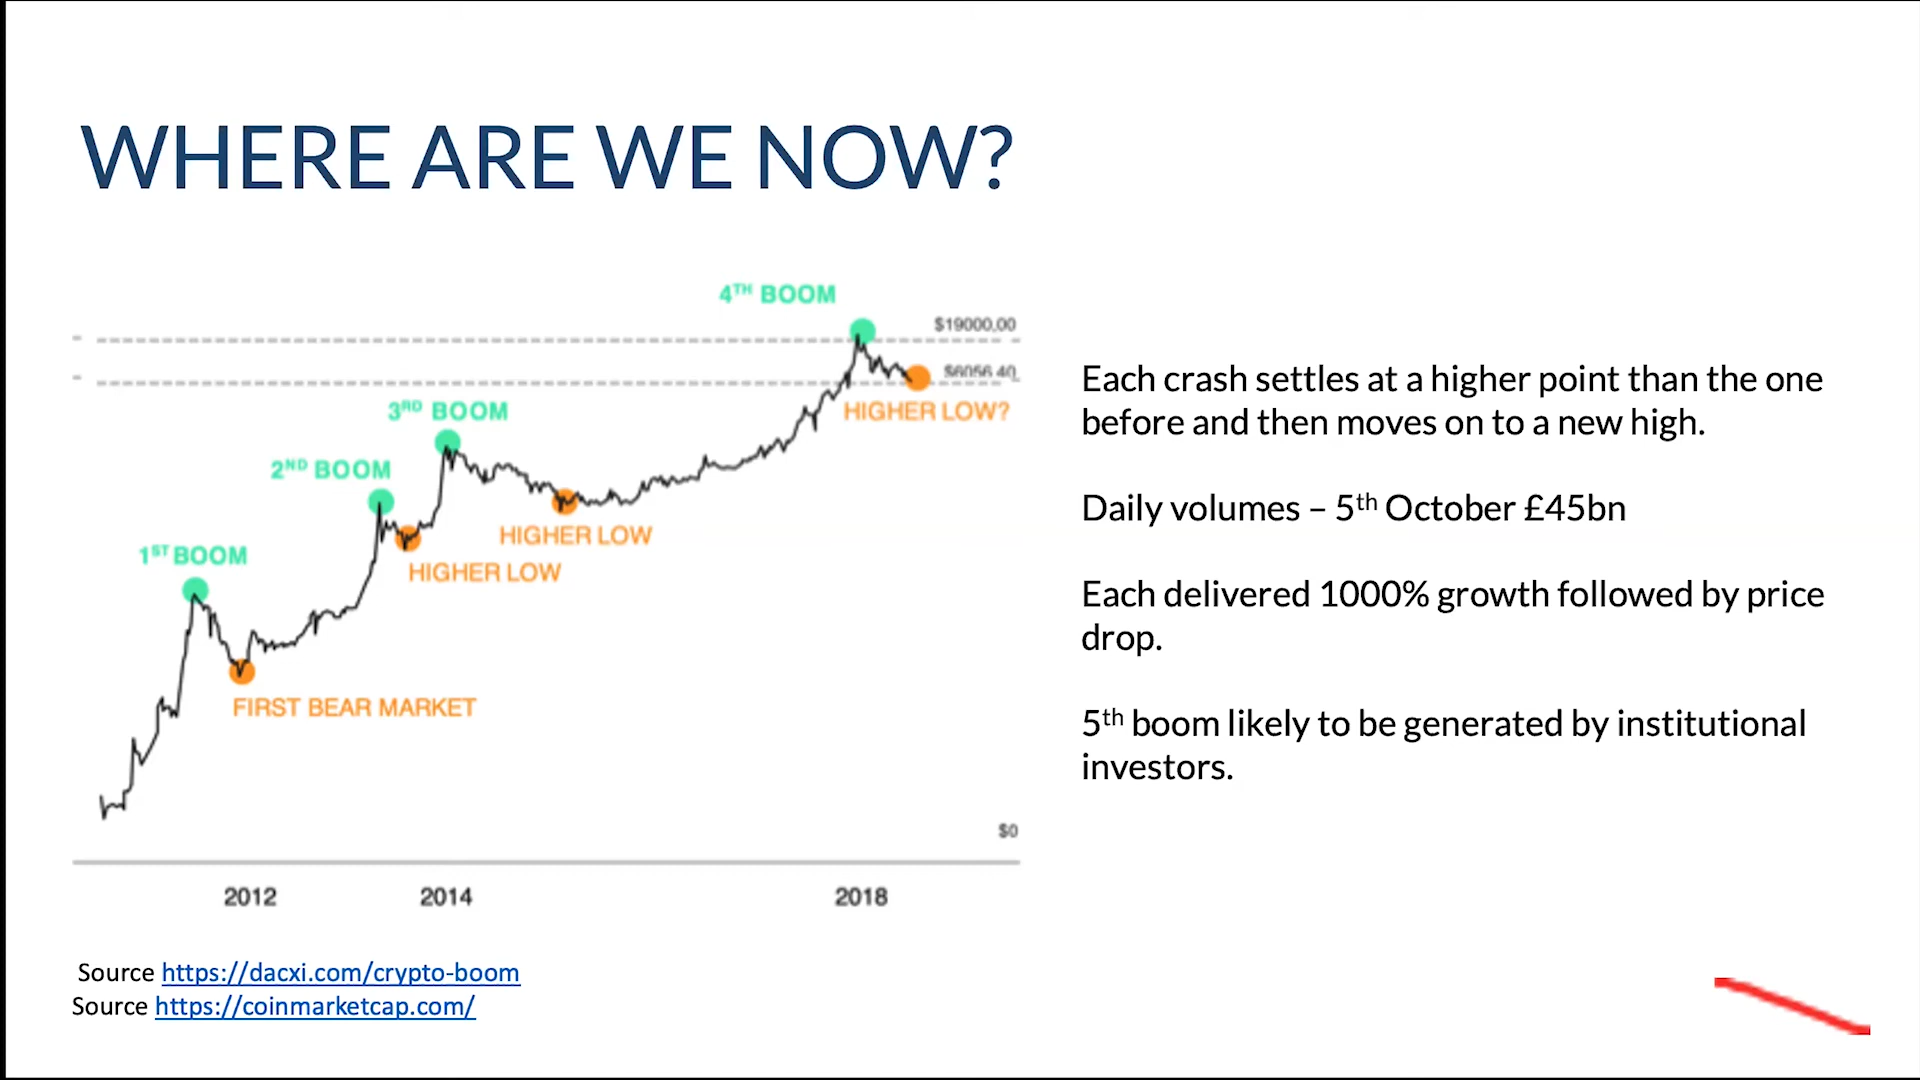 WHERE ARE WE NOW?
4TH BOOM
$19000,00
$6056.40
HIGHER LOW?
3RD BOOM
2ND BOOM
HIGHER LOW
HIGHER LOW
1ST BOOM
FIRST BEAR MARKET
$0
2012 2014 2018
Each crash settles at a higher point than the one
before and then moves on to a new high.
Daily volumes – 5th October £45bn
Each delivered 1000% growth followed by price
drop.
5th boom likely to be generated by institutional
investors.
Source https://dacxi.com/crypto-boom
Source https://coinmarketcap.com/